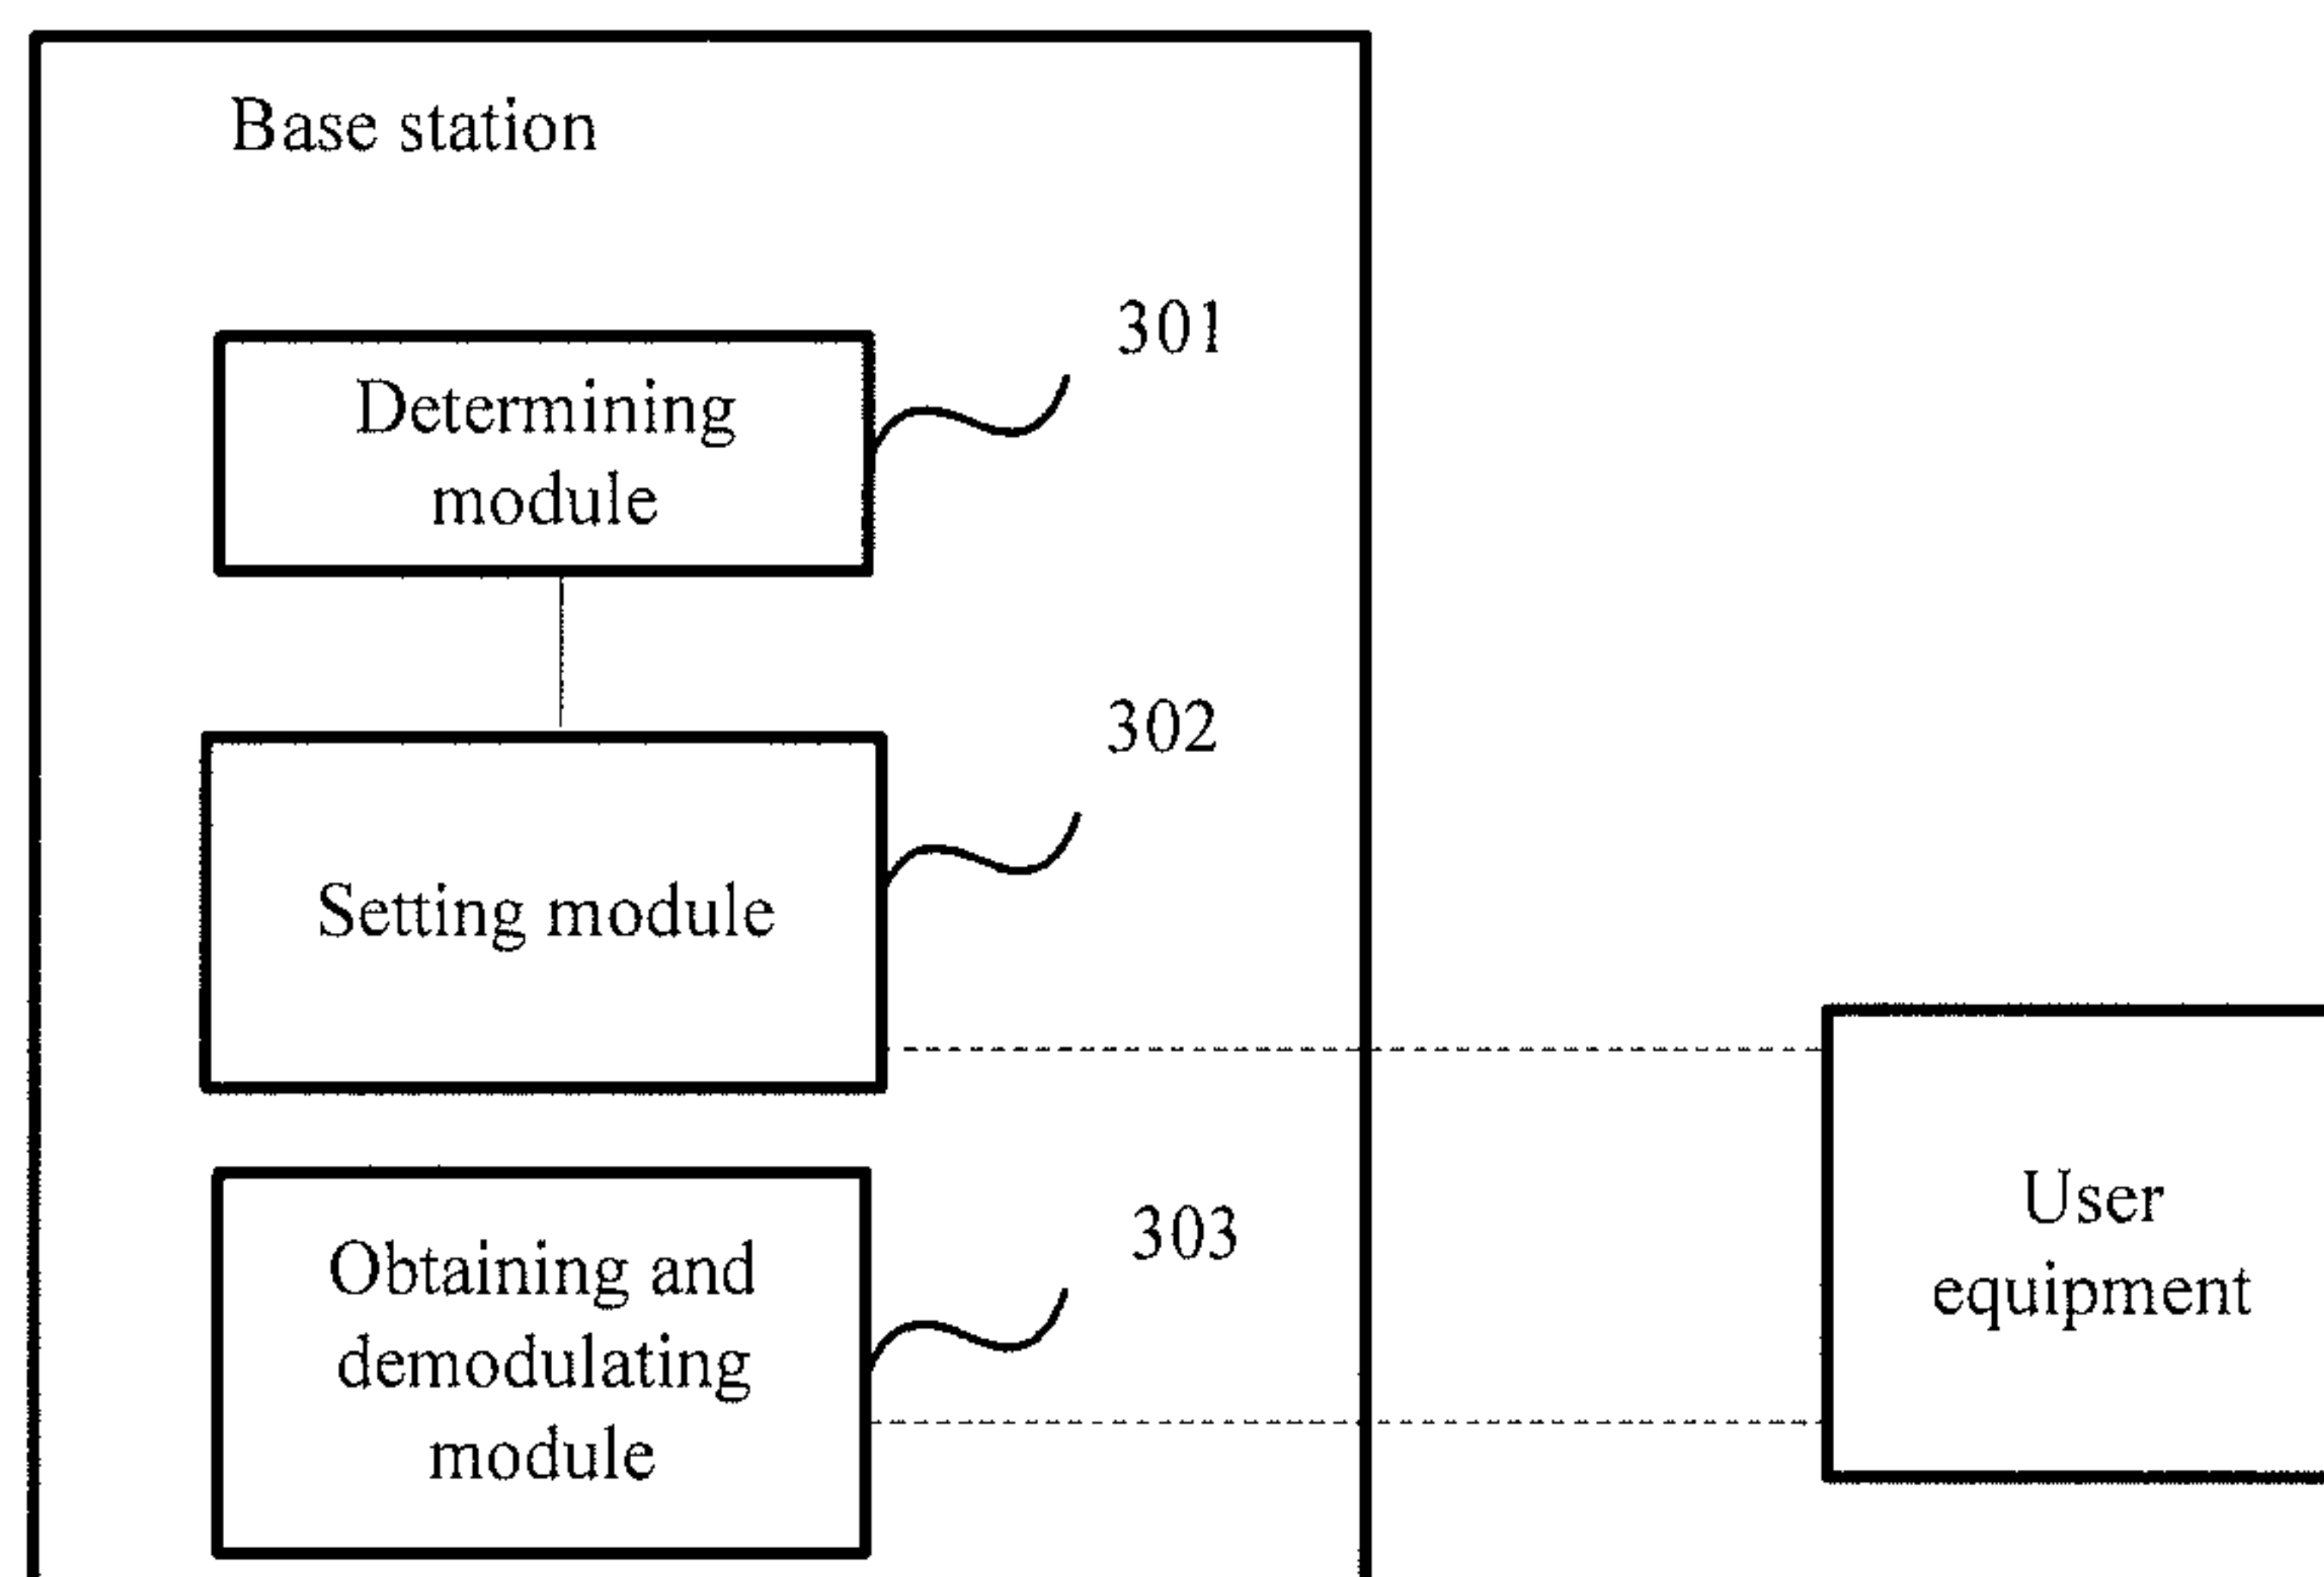 Base station
301
Determining
module
302
Setting module
303
Obtaining and
demodulating
module
User
equipment